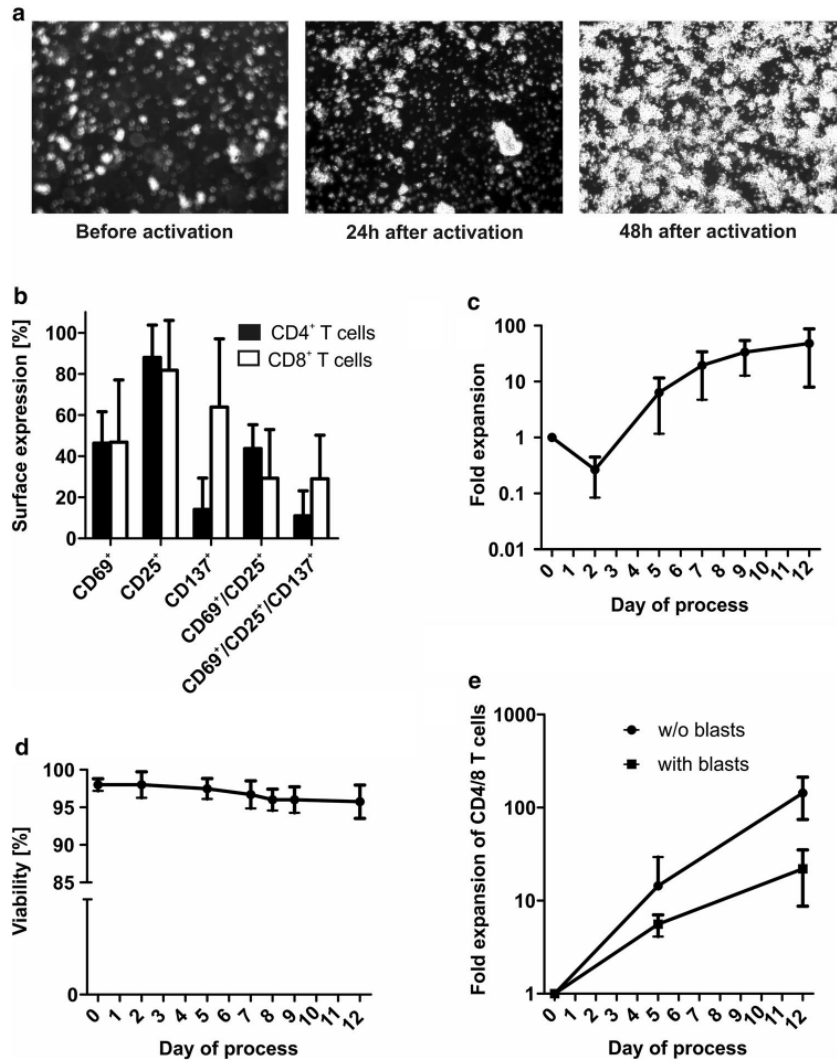 a
Before activation
24h after activation
48h after activation
b
Surface expression [%]
100
80
60
40
20
0
CD4⁺ T cells
CD8⁺ T cells
CD69⁺
CD25⁺
CD137⁺
CD69⁺/CD25⁺
CD69⁺/CD25⁺/CD137⁺
c
Fold expansion
100
10
1
0.1
0.01
0 1 2 3 4 5 6 7 8 9 10 11 12
Day of process
d
Viability [%]
100
95
90
85
0
0 1 2 3 4 5 6 7 8 9 10 11 12
Day of process
e
Fold expansion of CD4/8 T cells
1000
100
10
1
w/o blasts
with blasts
0 1 2 3 4 5 6 7 8 9 10 11 12
Day of process